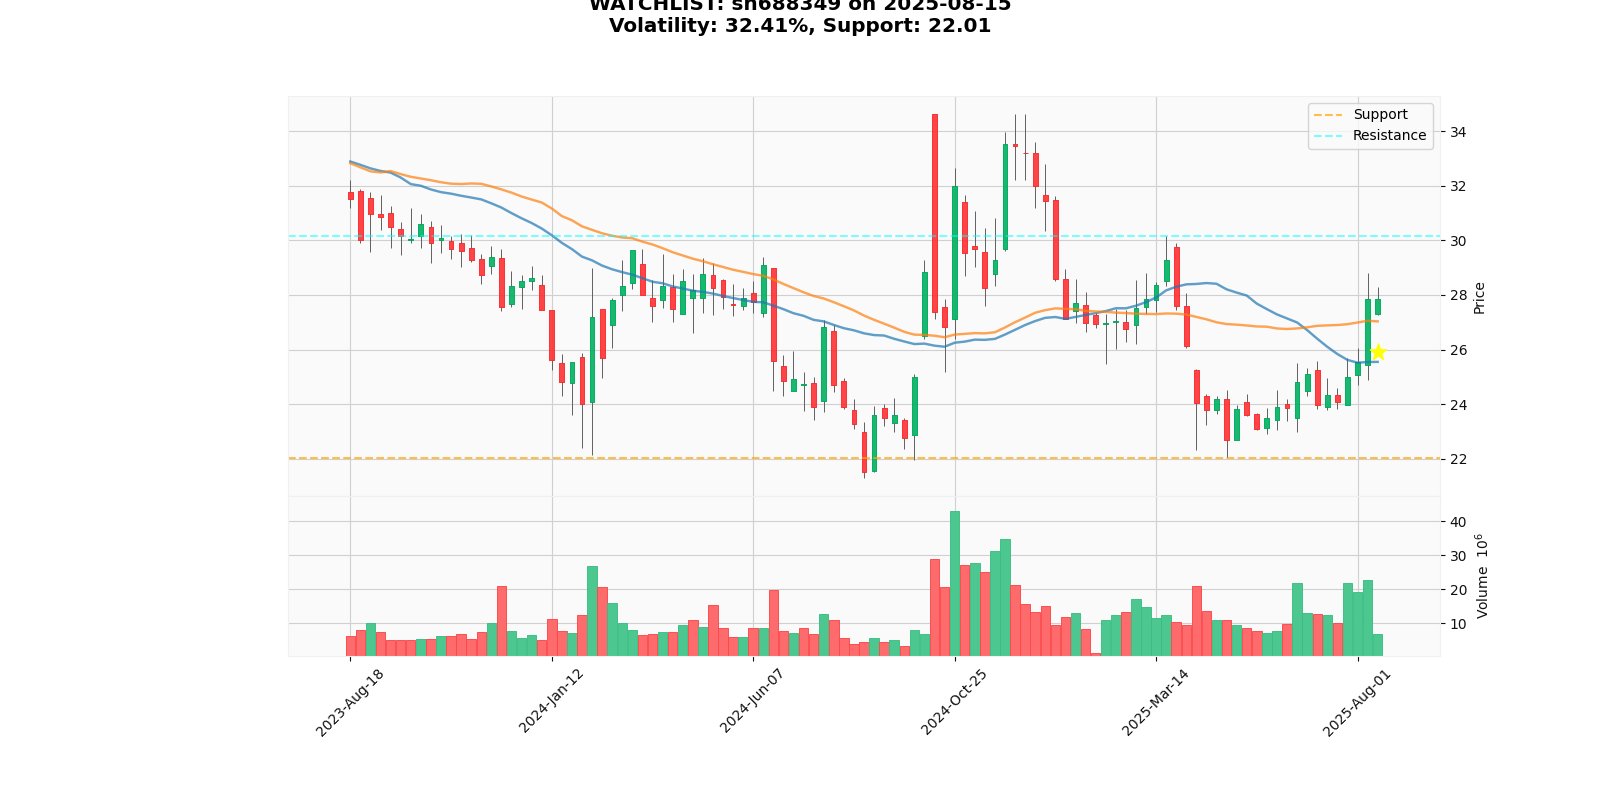 WATCHLIST: sh688349 on 2025-08-15
Volatility: 32.41%, Support: 22.01
Support
Resistance
34
32
30
28
26
24
22
Price
40
30
20
10
Volume 10^6
2023-Aug-18
2024-Jan-12
2024-Jun-07
2024-Oct-25
2025-Mar-14
2025-Aug-01